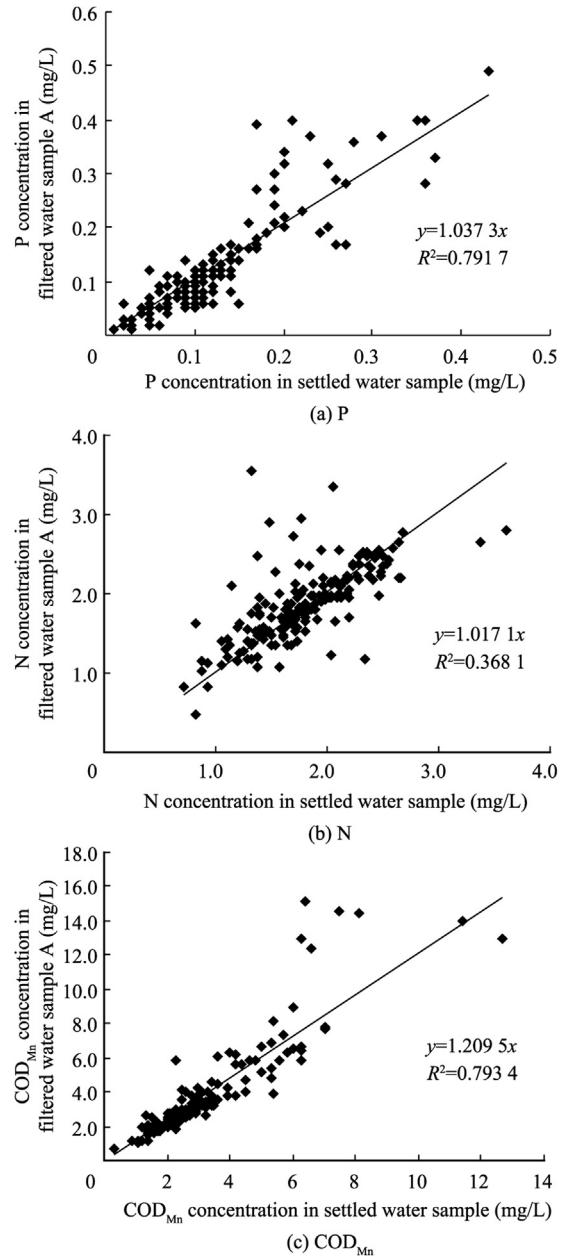 0.6
0.5
P concentration in
filtered water sample A (mg/L)
0.4
0.3
0.2
y=1.037 3x
R²=0.791 7
0.1
0 0.1 0.2 0.3 0.4 0.5
P concentration in settled water sample (mg/L)
(a) P
4.0
N concentration in
filtered water sample A (mg/L)
3.0
2.0
y=1.017 1x
R²=0.368 1
1.0
0 1.0 2.0 3.0 4.0
N concentration in settled water sample (mg/L)
(b) N
18.0
16.0
14.0
COD_Mn concentration in
filtered water sample A (mg/L)
12.0
10.0
8.0
6.0
y=1.209 5x
R²=0.793 4
4.0
2.0
0 2 4 6 8 10 12 14
COD_Mn concentration in settled water sample (mg/L)
(c) COD_Mn